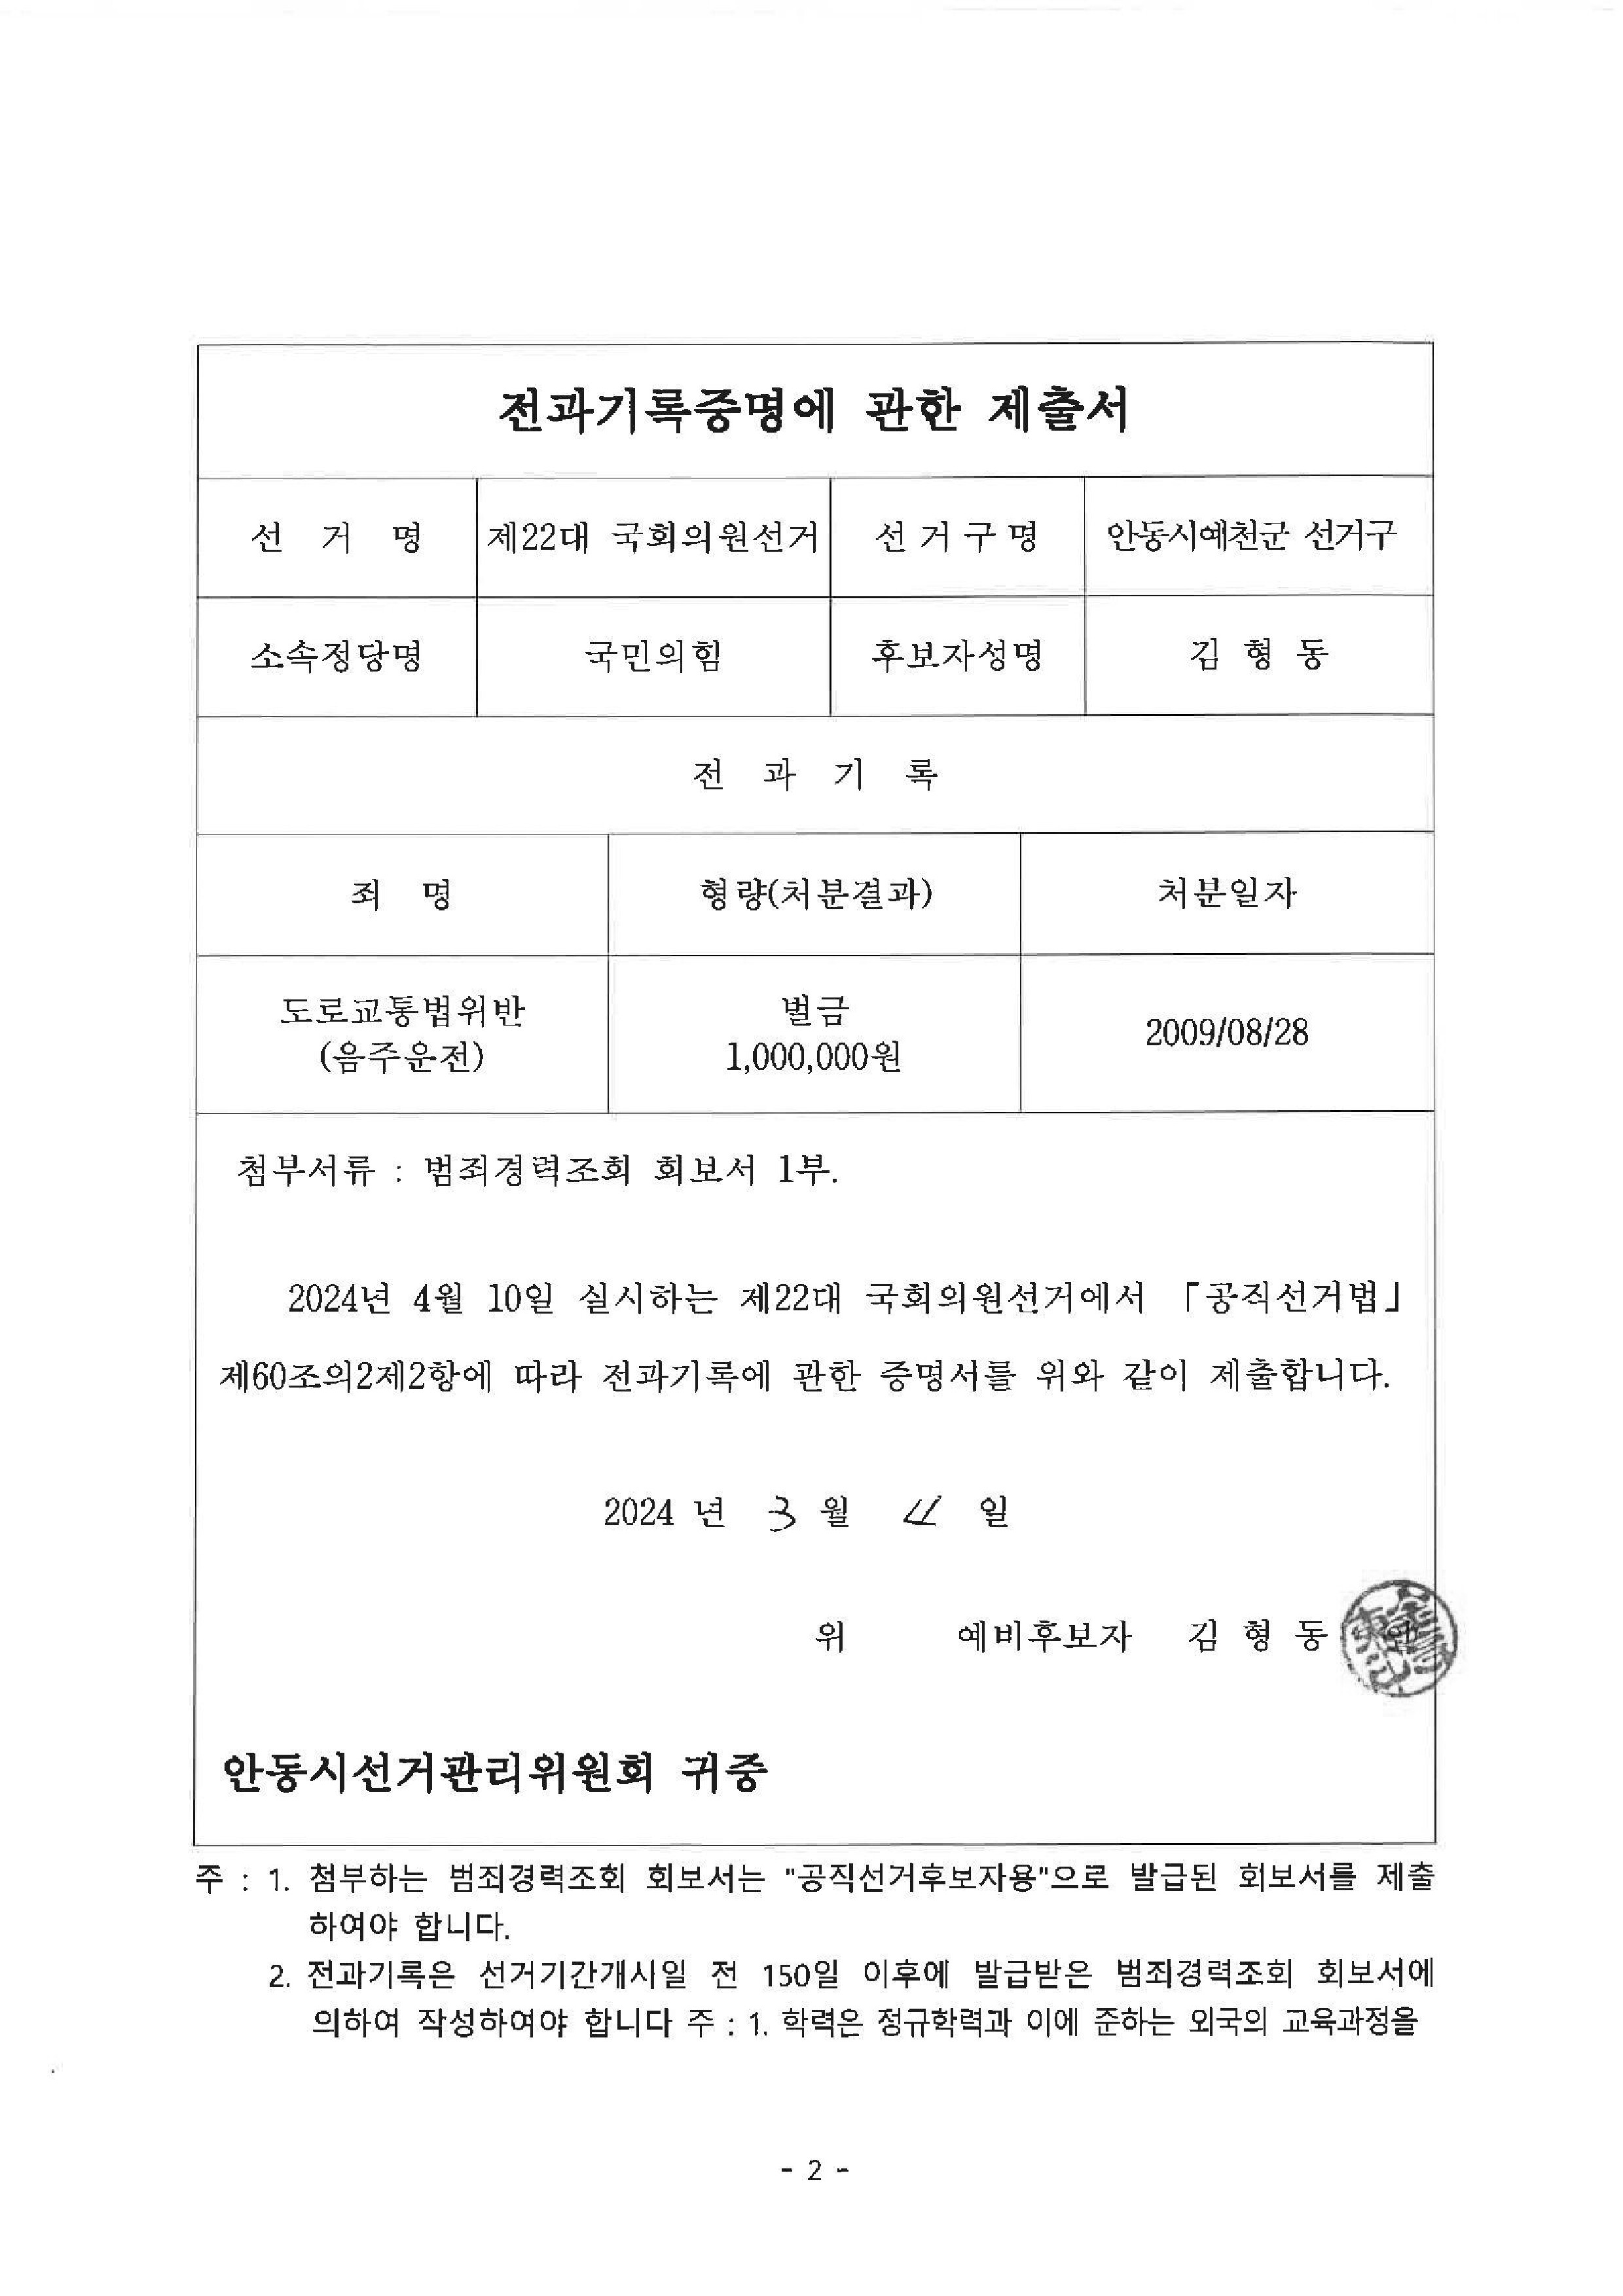 전과기록증명에 관한 제출서
선 거 명 제22대 국회의원선거 선 거 구 명 안동시예천군 선거구
소속정당명 국민의힘 후보자성명 김 형 동
전 과 기 록
죄 명 형량(처분결과) 처분일자
도로교통법위반 벌금
(음주운전) 1,000,000원 2009/08/28
첨부서류 : 범죄경력조회 회보서 1부.
2024년 4월 10일 실시하는 제22대 국회의원선거에서 「공직선거법」
제60조의2제2항에 따라 전과기록에 관한 증명서를 위와 같이 제출합니다.
2024 년 3 월 11 일
위 예비후보자 김 형 동
안동시선거관리위원회 귀중
주 : 1. 첨부하는 범죄경력조회 회보서는 "공직선거후보자용"으로 발급된 회보서를 제출
하여야 합니다.
2. 전과기록은 선거기간개시일 전 150일 이후에 발급받은 범죄경력조회 회보서에
의하여 작성하여야 합니다 주 : 1. 학력은 정규학력과 이에 준하는 외국의 교육과정을
- 2 -